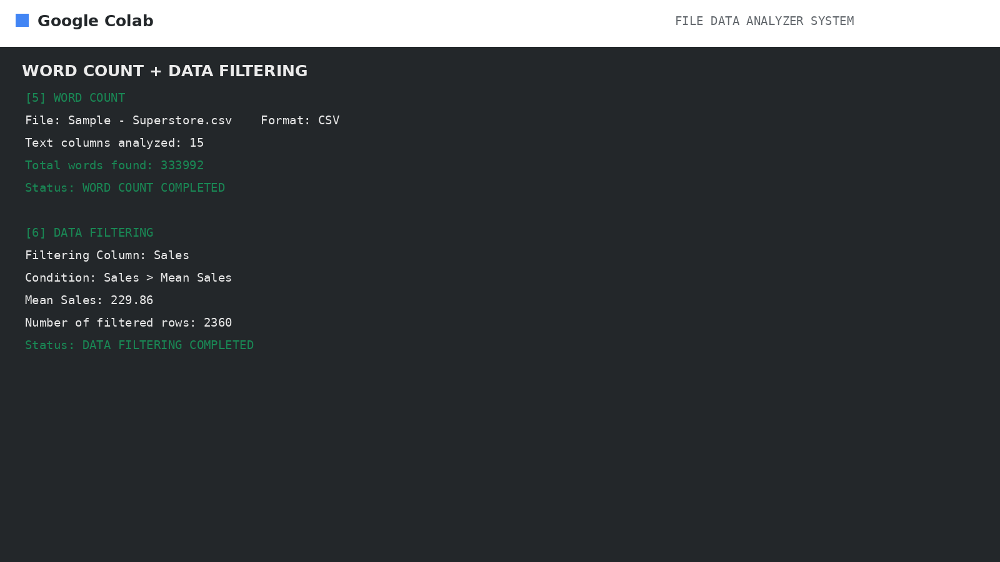 Google Colab
FILE DATA ANALYZER SYSTEM
WORD COUNT + DATA FILTERING
[5] WORD COUNT
File: Sample - Superstore.csv    Format: CSV
Text columns analyzed: 15
Total words found: 333992
Status: WORD COUNT COMPLETED
[6] DATA FILTERING
Filtering Column: Sales
Condition: Sales > Mean Sales
Mean Sales: 229.86
Number of filtered rows: 2360
Status: DATA FILTERING COMPLETED